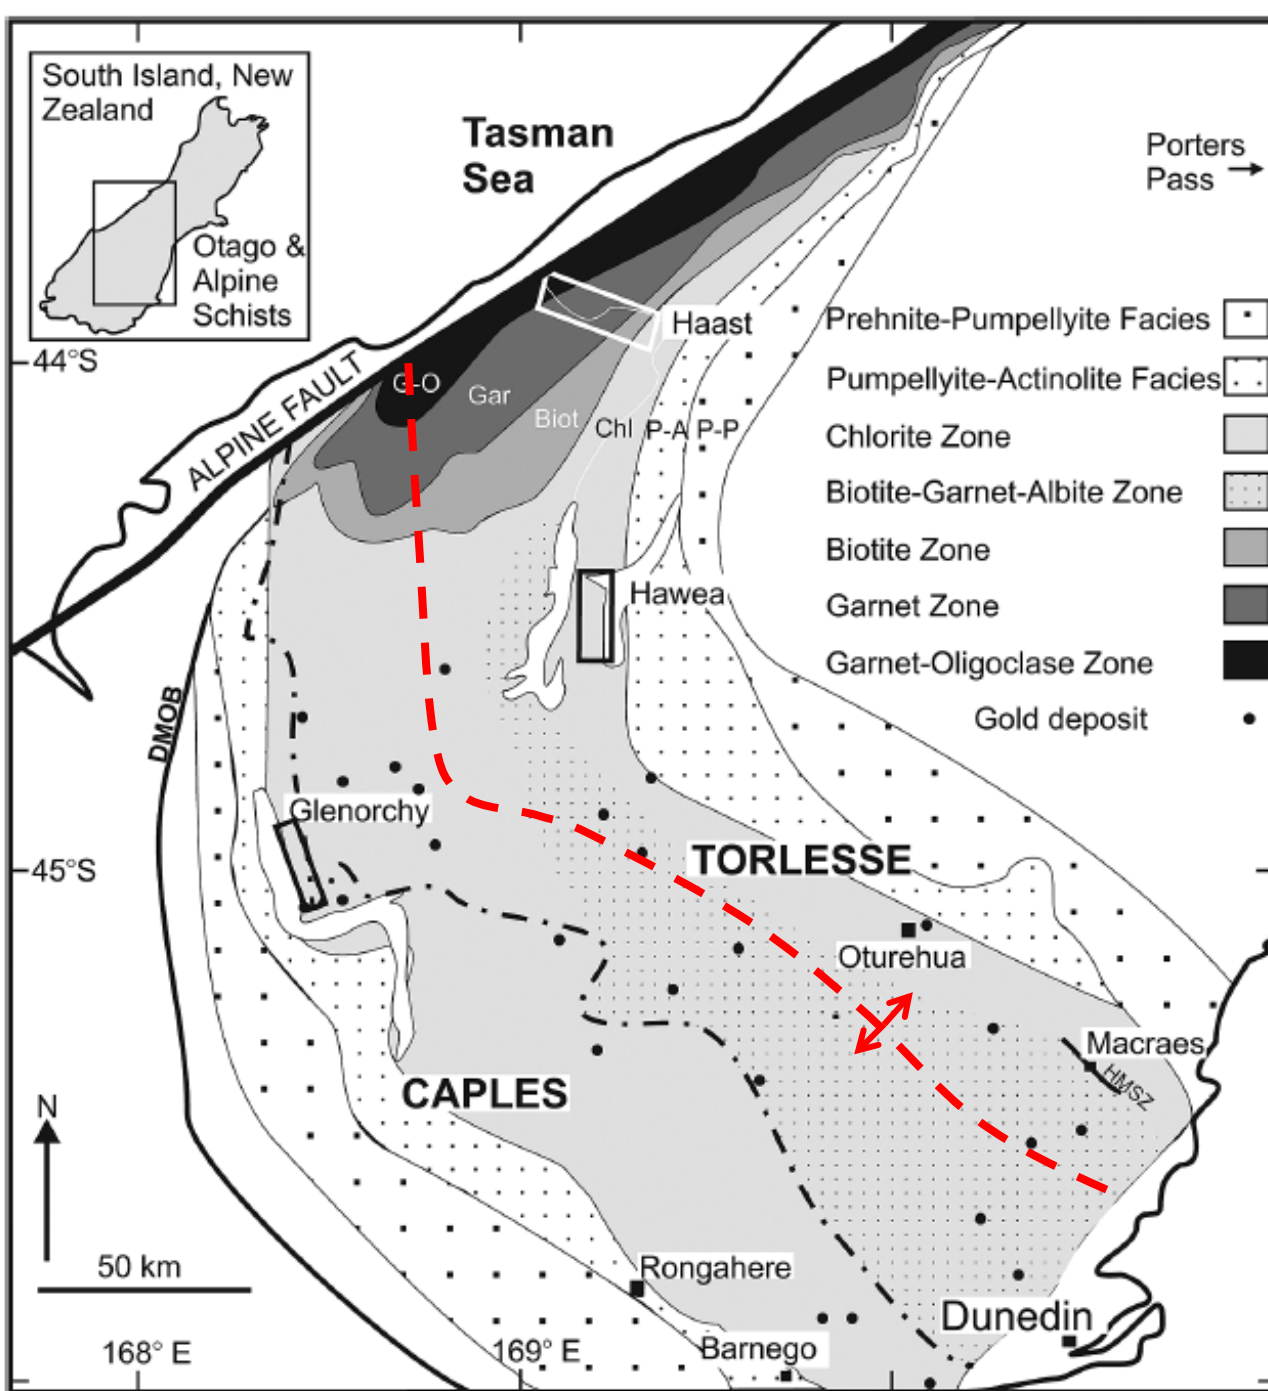 South Island, New
Zealand
Otago &
Alpine
Schists
Tasman
Sea
Porters
Pass
Haast
Prehnite-Pumpellyite Facies
Pumpellyite-Actinolite Facies
Chlorite Zone
Biotite-Garnet-Albite Zone
Biotite Zone
Garnet Zone
Garnet-Oligoclase Zone
Gold deposit
44°S
ALPINE FAULT
G-O
Gar
Biot
Chl
P-A
P-P
Hawea
DMOB
Glenorchy
45°S
TORLESSE
Oturehua
Macraes
HMSZ
CAPLES
N
50 km
Rongahere
Dunedin
Barnego
168° E
169° E